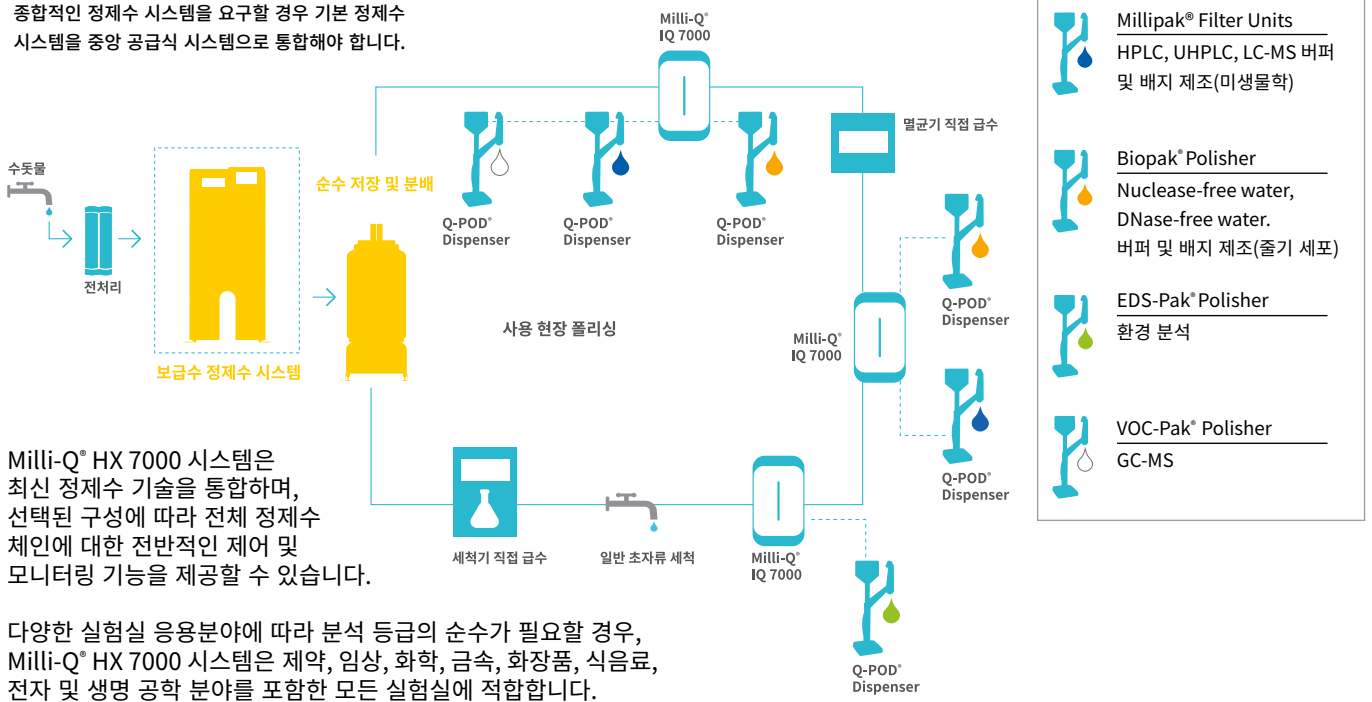 종합적인 정제수 시스템을 요구할 경우 기본 정제수
시스템을 중앙 공급식 시스템으로 통합해야 합니다.
수돗물
전처리
보급수 정제수 시스템
순수 저장 및 분배
Milli-Q®
IQ 7000
Q-POD®
Dispenser
Q-POD®
Dispenser
Q-POD®
Dispenser
멸균기 직접 급수
사용 현장 폴리싱
Q-POD®
Dispenser
Milli-Q®
IQ 7000
Q-POD®
Dispenser
세척기 직접 급수
일반 초자류 세척
Milli-Q®
IQ 7000
Q-POD®
Dispenser
Milli-Q® HX 7000 시스템은
최신 정제수 기술을 통합하며,
선택된 구성에 따라 전체 정제수
체인에 대한 전반적인 제어 및
모니터링 기능을 제공할 수 있습니다.
다양한 실험실 응용분야에 따라 분석 등급의 순수가 필요할 경우,
Milli-Q® HX 7000 시스템은 제약, 임상, 화학, 금속, 화장품, 식음료,
전자 및 생명 공학 분야를 포함한 모든 실험실에 적합합니다.
Millipak® Filter Units
HPLC, UHPLC, LC-MS 버퍼
및 배지 제조(미생물학)
Biopak® Polisher
Nuclease-free water,
DNase-free water.
버퍼 및 배지 제조(줄기 세포)
EDS-Pak® Polisher
환경 분석
VOC-Pak® Polisher
GC-MS